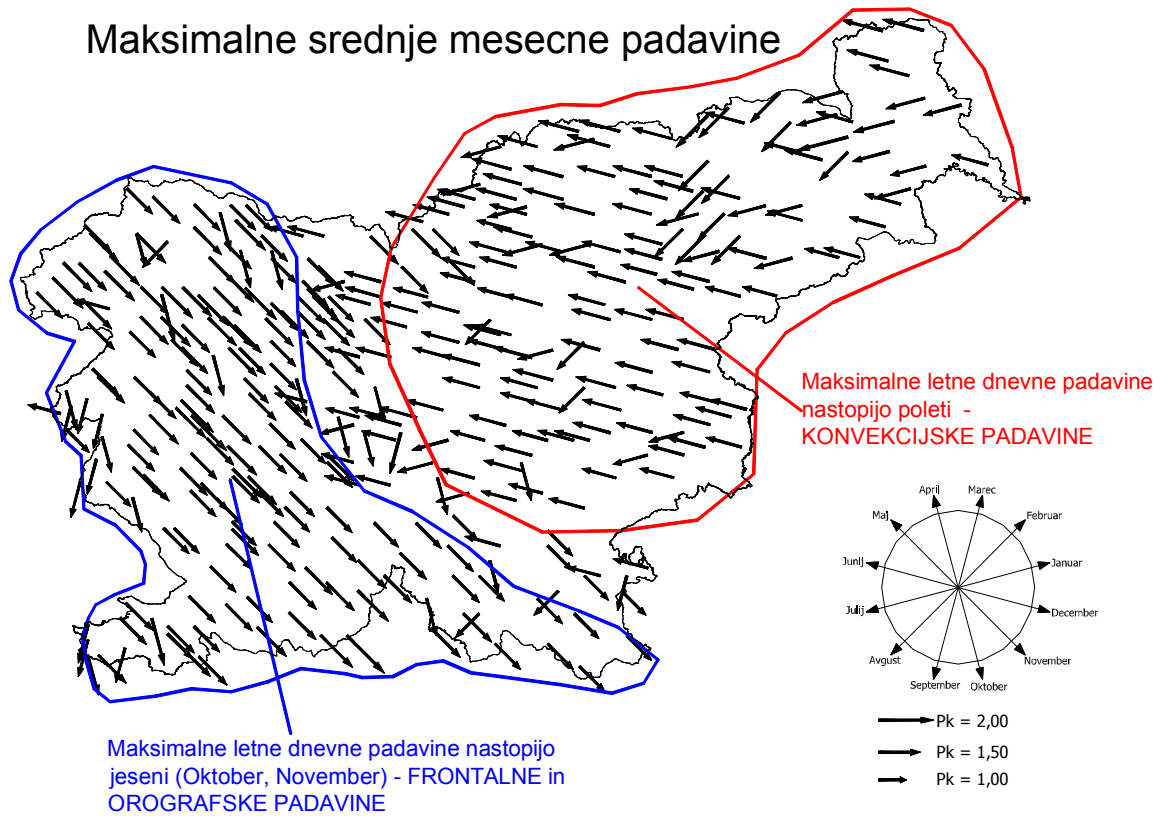 Maksimalne srednje mesecne padavine
Maksimalne letne dnevne padavine
nastopijo poleti -
KONVEKCIJSKE PADAVINE
April
Marec
Maj
Februar
Junij
Januar
Julij
December
Avgust
November
September
Oktober
Pk = 2,00
Pk = 1,50
Pk = 1,00
Maksimalne letne dnevne padavine nastopijo
jeseni (Oktober, November) - FRONTALNE in
OROGRAFSKE PADAVINE